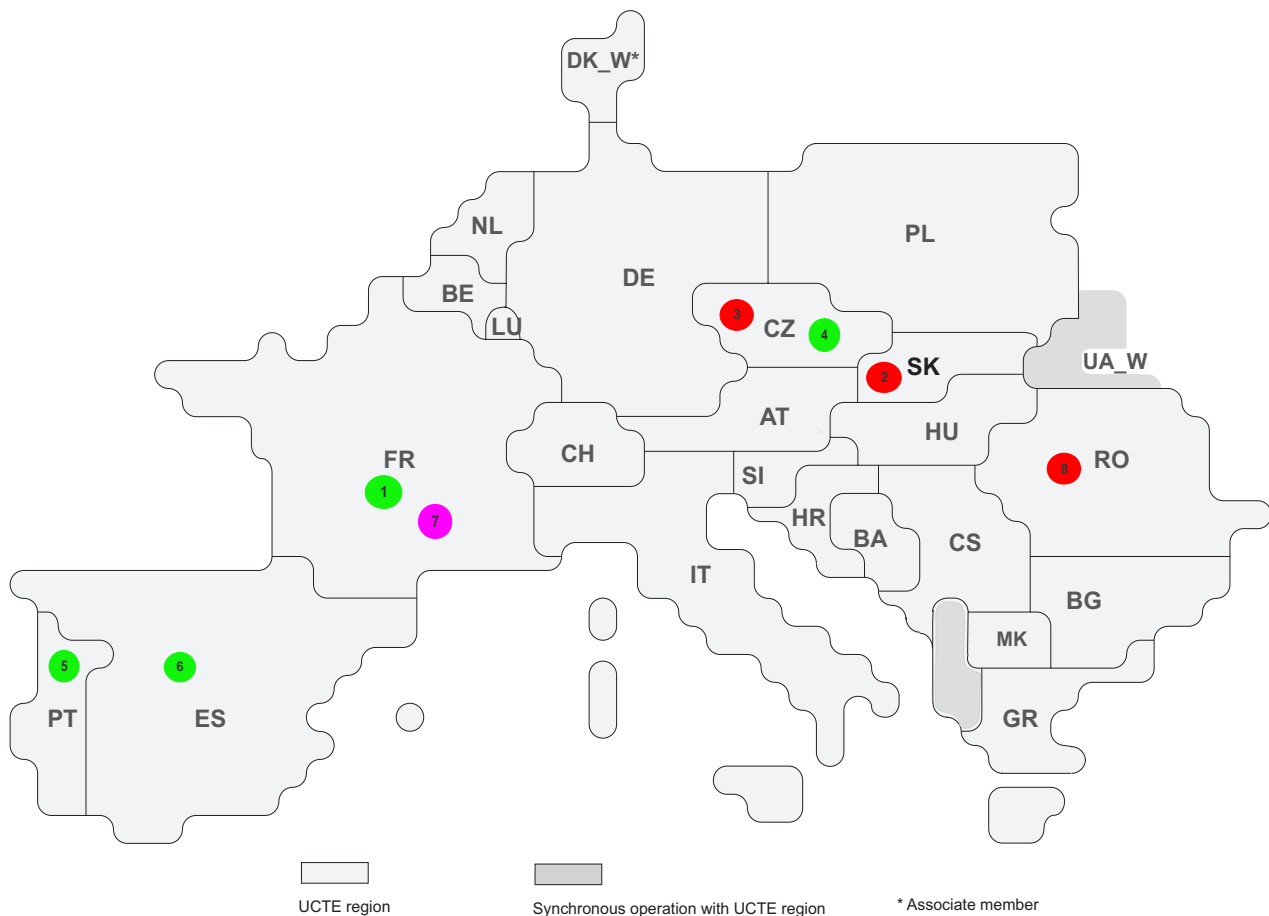 DK_W*
NL
PL
DE
BE
LU
3
CZ
4
SK
UA_W
2
AT
HU
FR
CH
SI
RO
8
1
7
HR
BA
CS
IT
BG
MK
5
6
PT
ES
GR
UCTE region
Synchronous operation with UCTE region
* Associate member